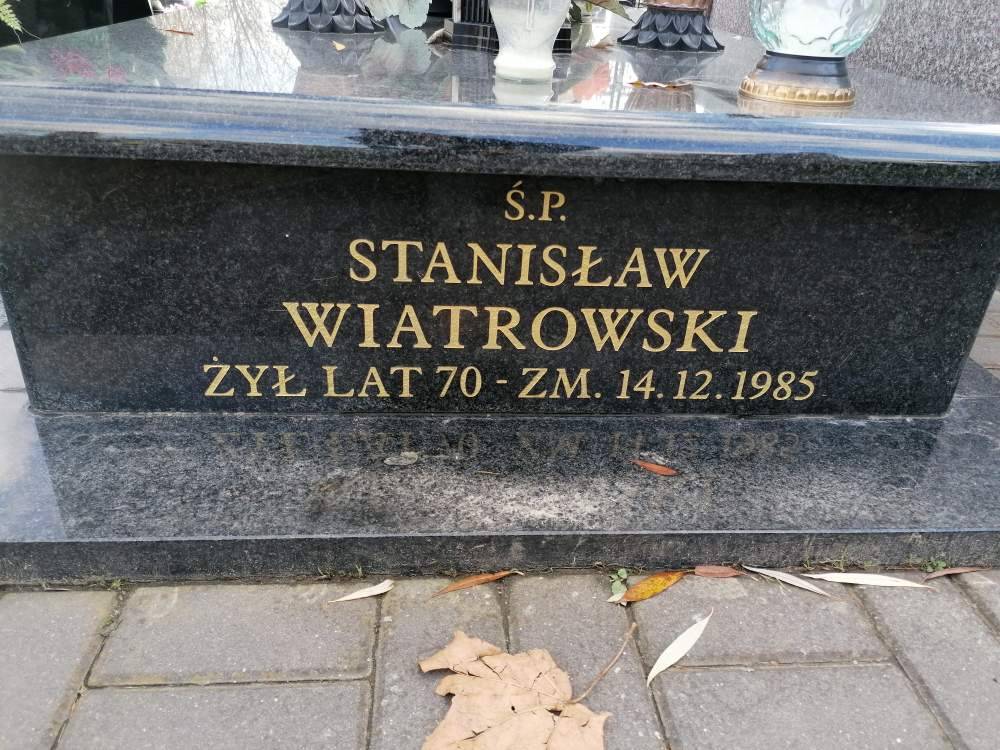 Ś.P.
STANISŁAW
WIATROWSKI
ŻYŁ LAT 70 - ZM. 14.12.1985